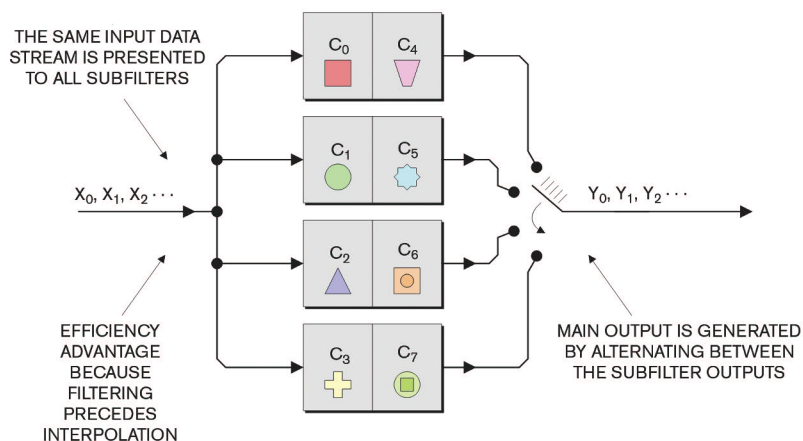 THE SAME INPUT DATA
STREAM IS PRESENTED
TO ALL SUBFILTERS
C0 C4
C1 C5
X0, X1, X2 ···
Y0, Y1, Y2 ···
C2 C6
EFFICIENCY
ADVANTAGE
BECAUSE
FILTERING
PRECEDES
INTERPOLATION
C3 C7
MAIN OUTPUT IS GENERATED
BY ALTERNATING BETWEEN
THE SUBFILTER OUTPUTS